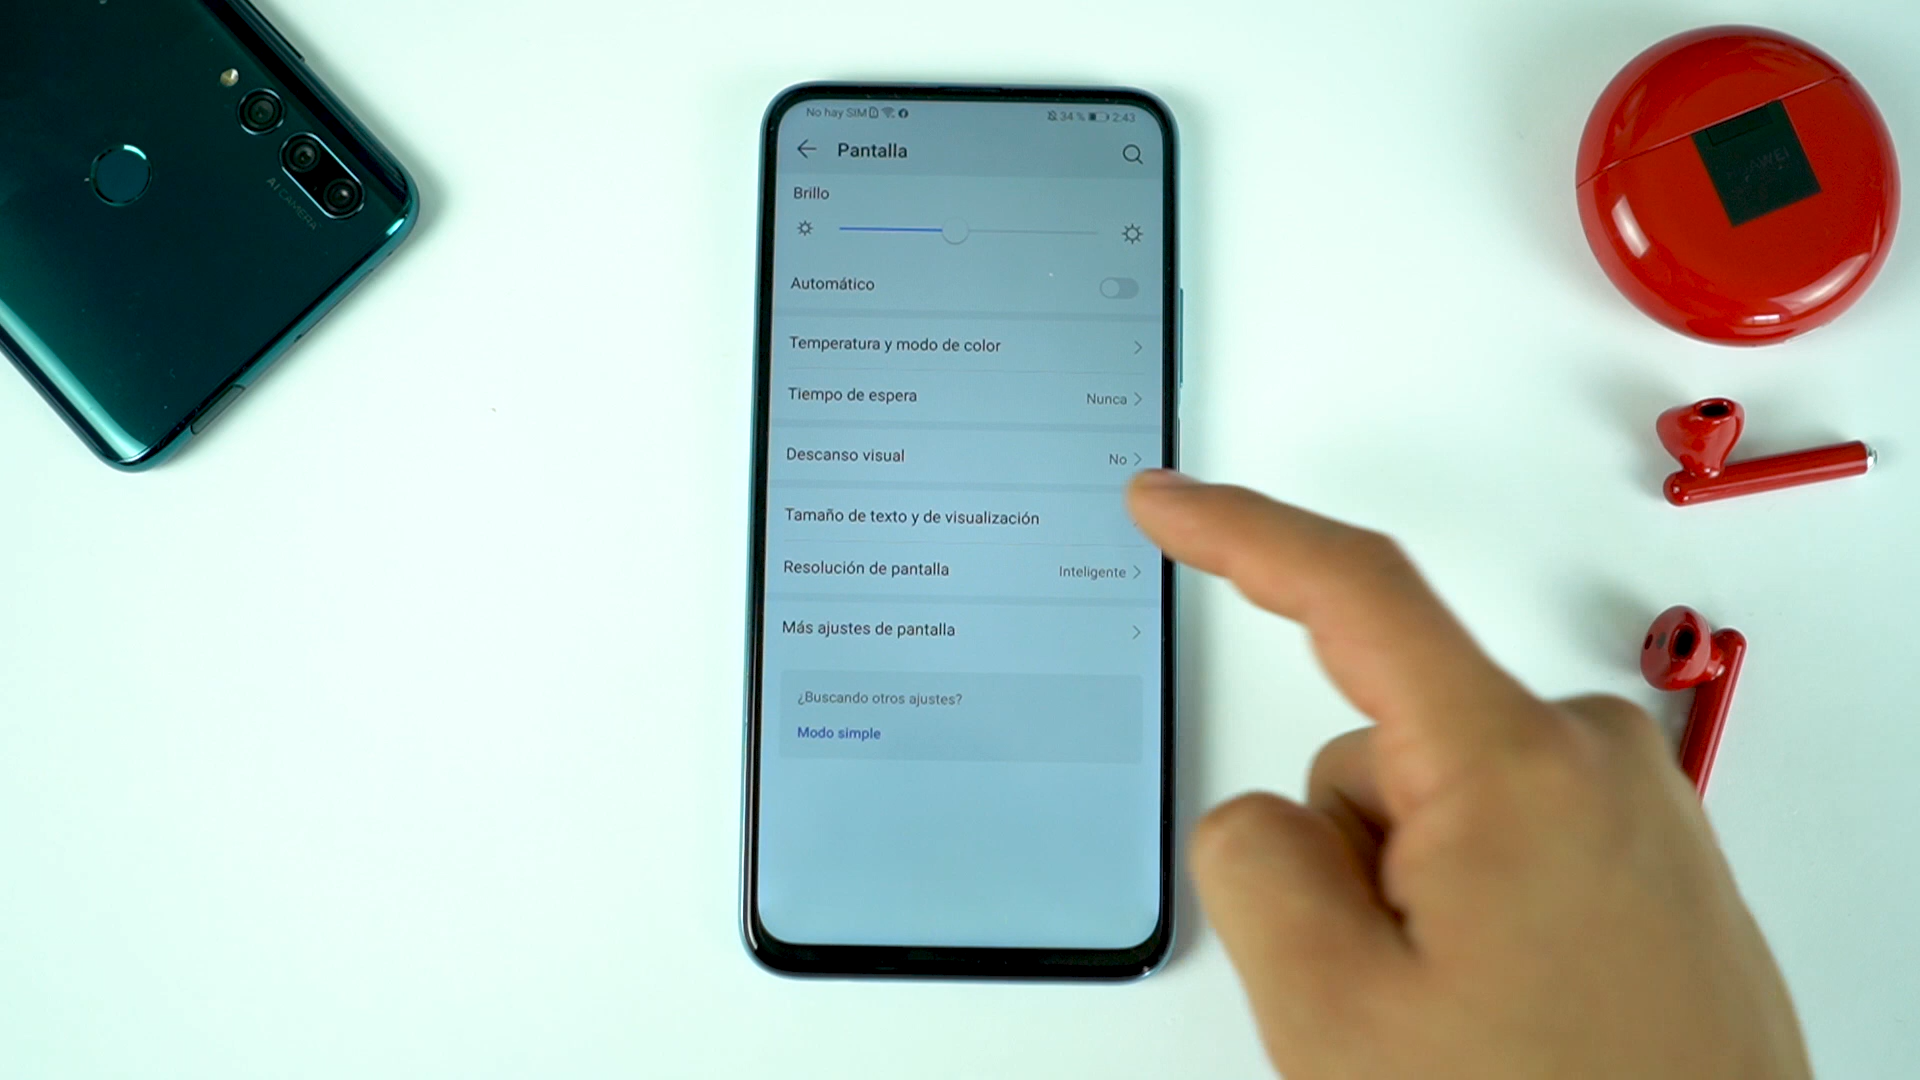 No hay SIM
34 %
2:43
Pantalla
Brillo
Automático
Temperatura y modo de color
Tiempo de espera
Nunca
Descanso visual
No
Tamaño de texto y de visualización
Resolución de pantalla
Inteligente
Más ajustes de pantalla
¿Buscando otros ajustes?
Modo simple
AI CAMERA
HUAWEI